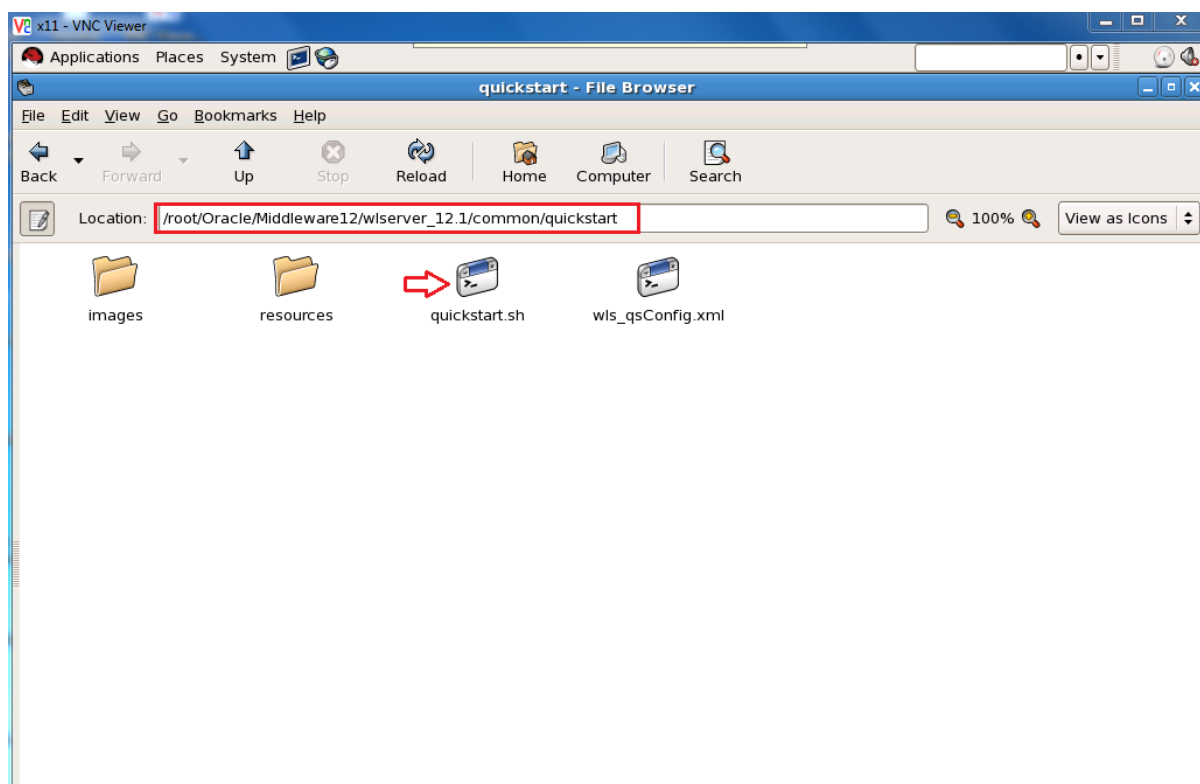 x11 - VNC Viewer
Applications Places System
quickstart - File Browser
File Edit View Go Bookmarks Help
Back Forward Up Stop Reload Home Computer Search
Location: /root/Oracle/Middleware12/wlserver_12.1/common/quickstart 100% View as Icons
images resources quickstart.sh wls_qsConfig.xml